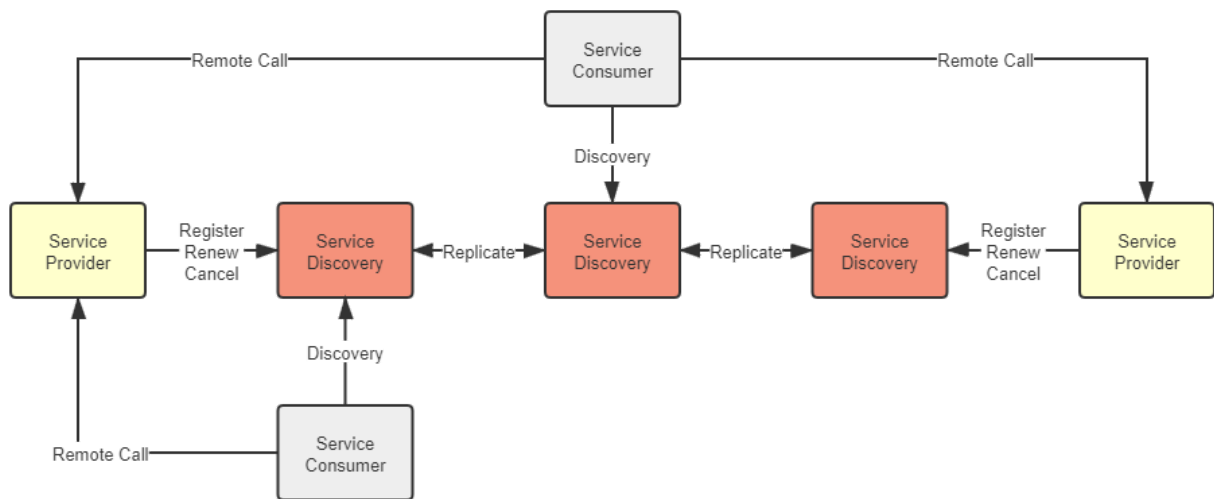 Service
Consumer
Remote Call
Remote Call
Discovery
Service
Provider
Register
Renew
Cancel
Service
Discovery
Replicate
Service
Discovery
Replicate
Service
Discovery
Register
Renew
Cancel
Service
Provider
Discovery
Remote Call
Service
Consumer